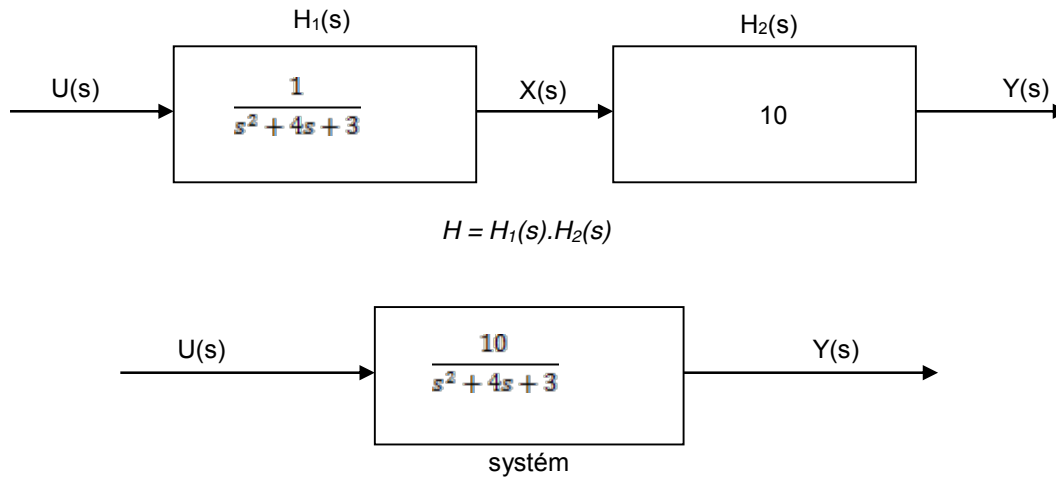 H₁(s) H₂(s)
U(s) X(s) Y(s)
1
s² + 4s + 3
10
H = H₁(s).H₂(s)
U(s) Y(s)
10
s² + 4s + 3
systém